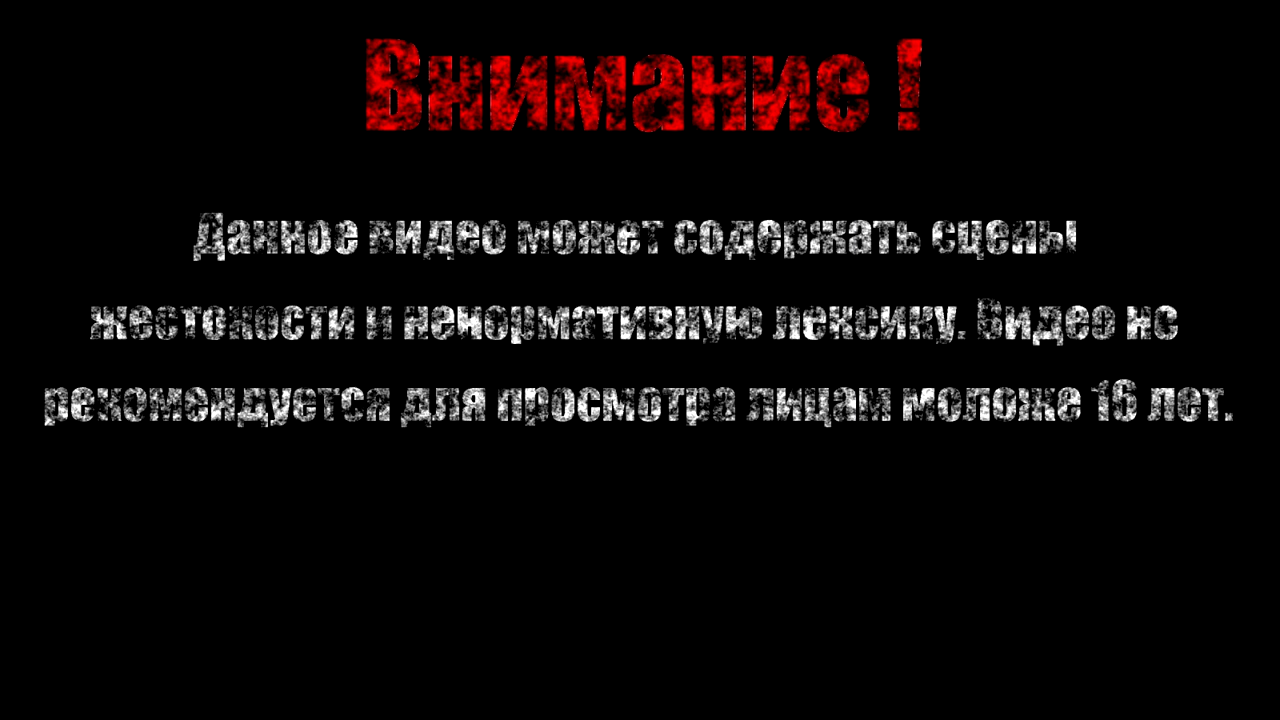 Внимание !
Данное видео может содержать сцены
жестокости и ненормативную лексику. Видео не
рекомендуется для просмотра лицам моложе 16 лет.